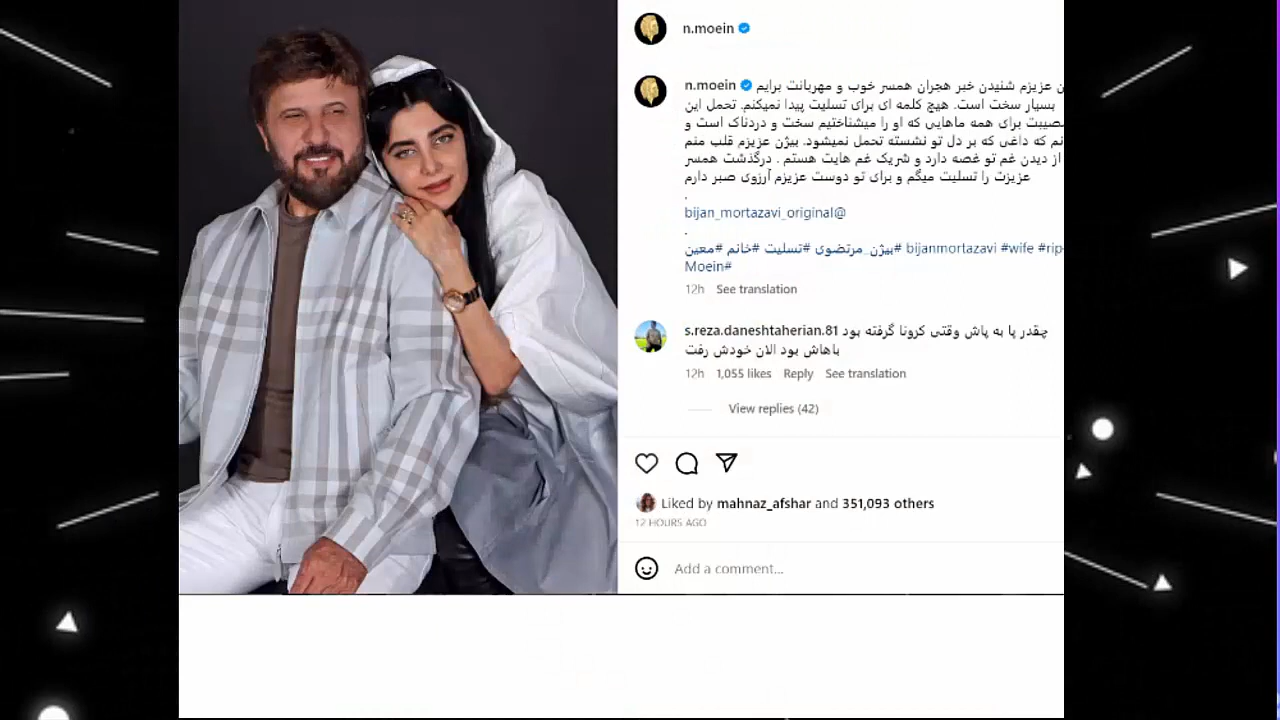 n.moein
n.moein ن عزیزم شنیدن خبر هجران همسر خوب و مهربانت برایم
بسیار سخت است. هیچ کلمه ای برای تسلیت پیدا نمیکنم. تحمل این
صیبت برای همه ماهایی که او را میشناختیم سخت و دردناک است و
انم که داغی که بر دل تو نشسته تحمل نمیشود. بیژن عزیزم قلب منم
از دیدن غم تو غصه دارد و شریک غم هایت هستم . درگذشت همسر
عزیزت را تسلیت میگم و برای تو دوست عزیزم آرزوی صبر دارم
.
bijan_mortazavi_original@
.
#بیژن_مرتضوی #تسلیت #خانم #معین bijanmortazavi #wife #rip
Moein#
12h See translation
s.reza.daneshtaherian.81 چقدر پا به پاش وقتی کرونا گرفته بود
باهاش بود الان خودش رفت
12h 1,055 likes Reply See translation
View replies (42)
Liked by mahnaz_afshar and 351,093 others
12 HOURS AGO
Add a comment...